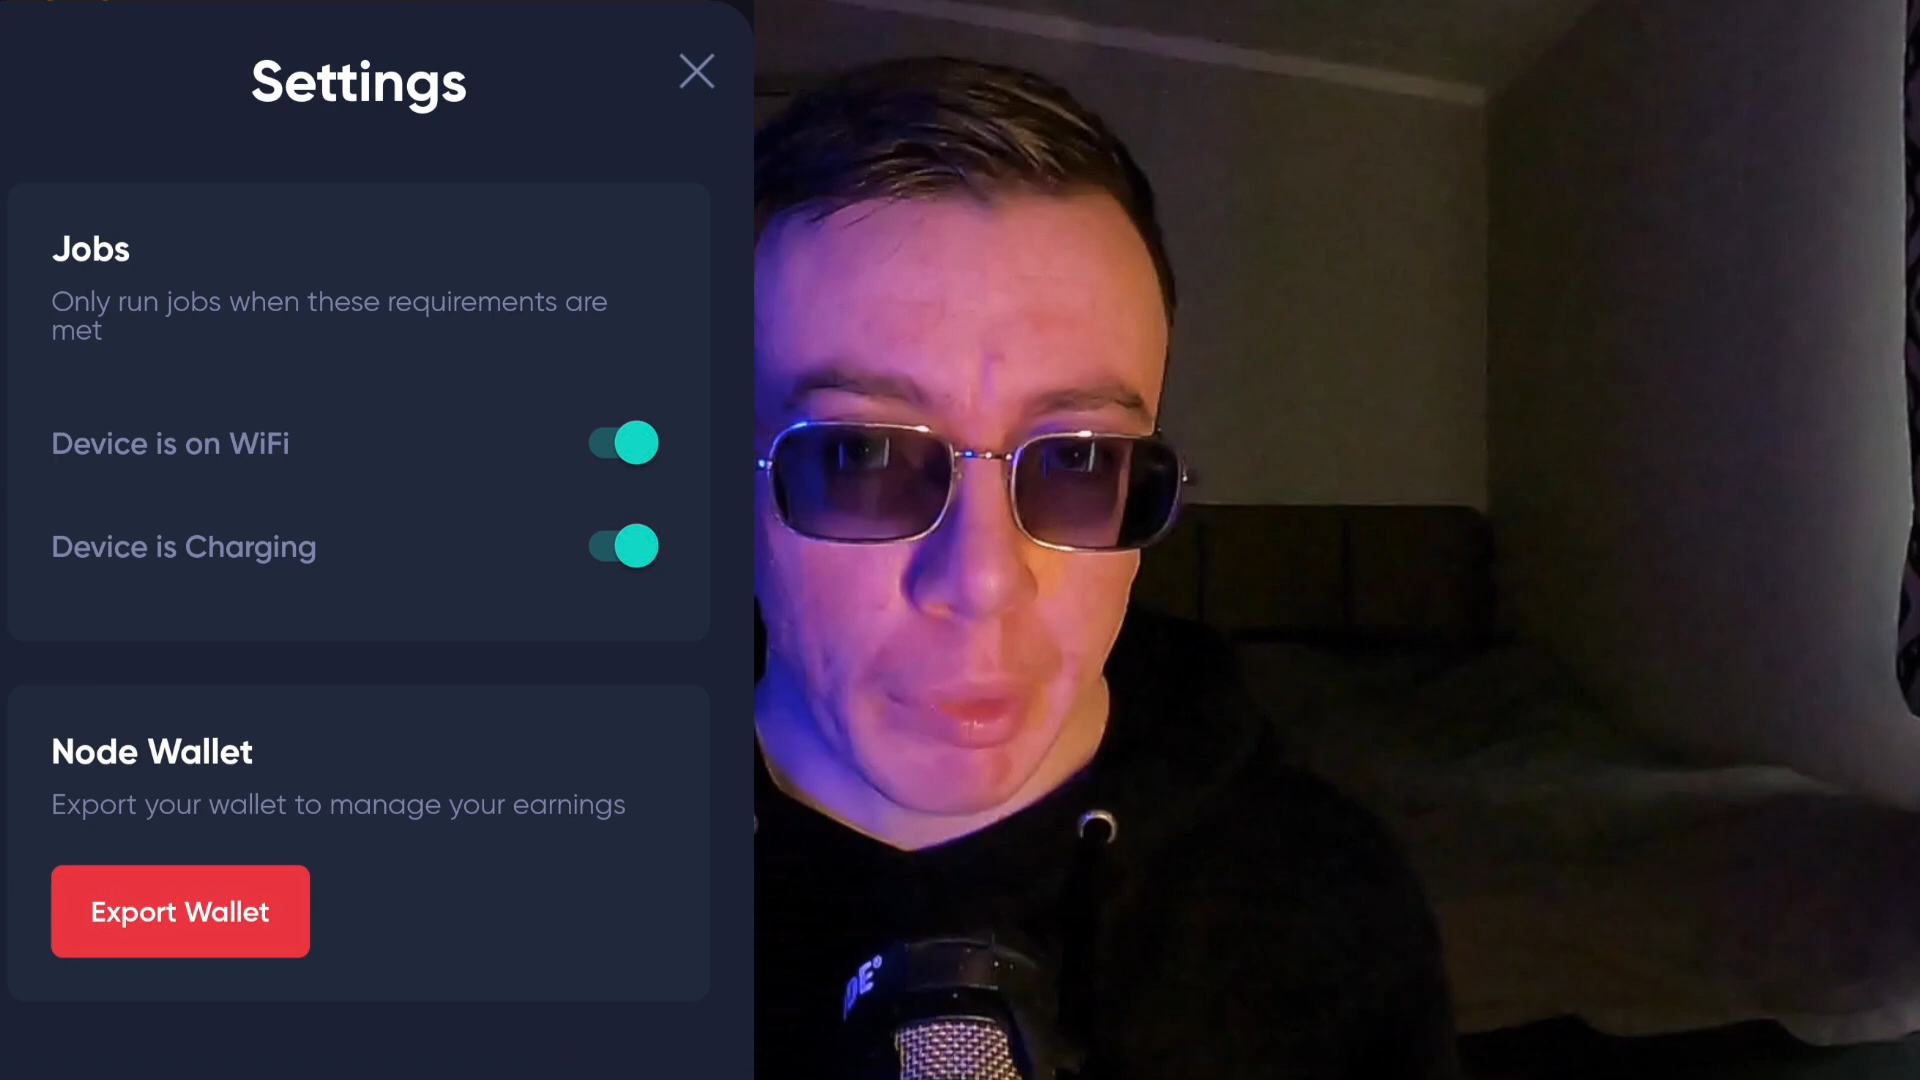 Settings
Jobs
Only run jobs when these requirements are
met
Device is on WiFi
Device is Charging
Node Wallet
Export your wallet to manage your earnings
Export Wallet